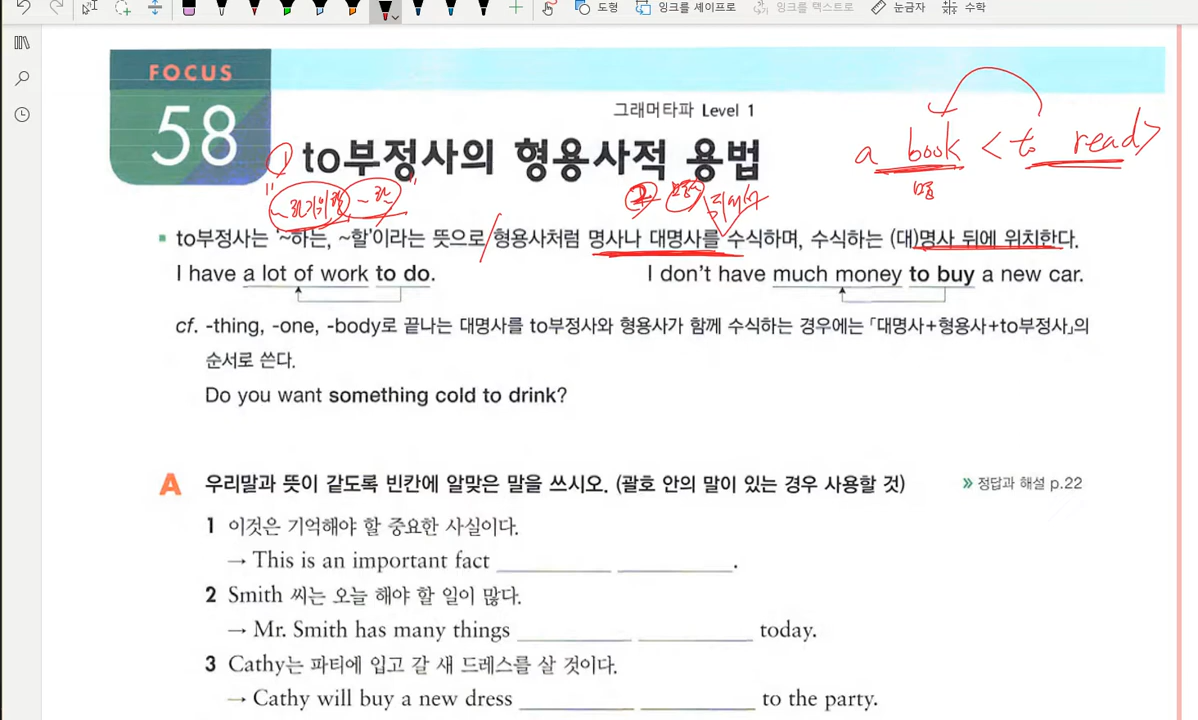 도형 잉크를 셰이프로 잉크를 텍스트로 눈금자 수학
FOCUS
58
그래머타파 Level 1
to부정사의 형용사적 용법
a book < to read>
to부정사는 '~하는, ~할'이라는 뜻으로 형용사처럼 명사나 대명사를 수식하며, 수식하는 (대)명사 뒤에 위치한다.
I have a lot of work to do. I don't have much money to buy a new car.
cf. -thing, -one, -body로 끝나는 대명사를 to부정사와 형용사가 함께 수식하는 경우에는 「대명사+형용사+to부정사」의
순서로 쓴다.
Do you want something cold to drink?
A 우리말과 뜻이 같도록 빈칸에 알맞은 말을 쓰시오. (괄호 안의 말이 있는 경우 사용할 것) » 정답과 해설 p.22
1 이것은 기억해야 할 중요한 사실이다.
→ This is an important fact ______ ______.
2 Smith 씨는 오늘 해야 할 일이 많다.
→ Mr. Smith has many things ______ ______ today.
3 Cathy는 파티에 입고 갈 새 드레스를 살 것이다.
→ Cathy will buy a new dress ______ ______ to the party.